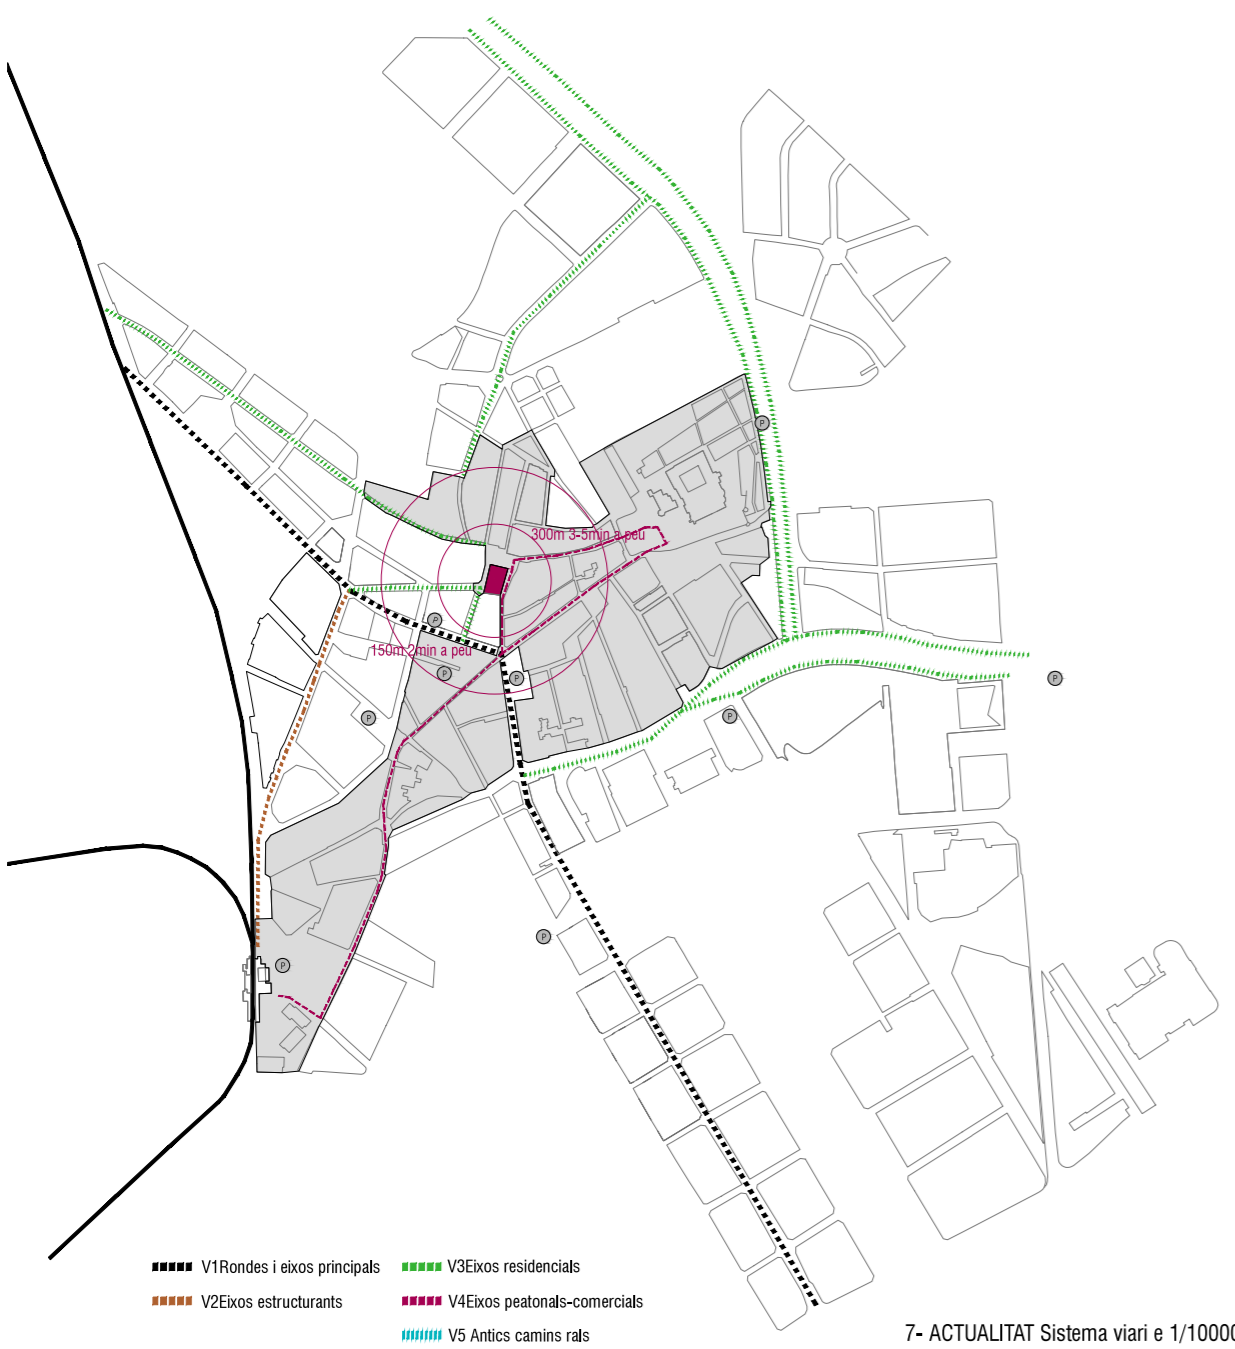 P
300m 3-5min a peu
P
150m 2min a peu
P
P
P
P
P
P
P
V1Rondes i eixos principals
V3Eixos residencials
V2Eixos estructurants
V4Eixos peatonals-comercials
V5 Antics camins rals
7- ACTUALITAT Sistema viari e 1/10000